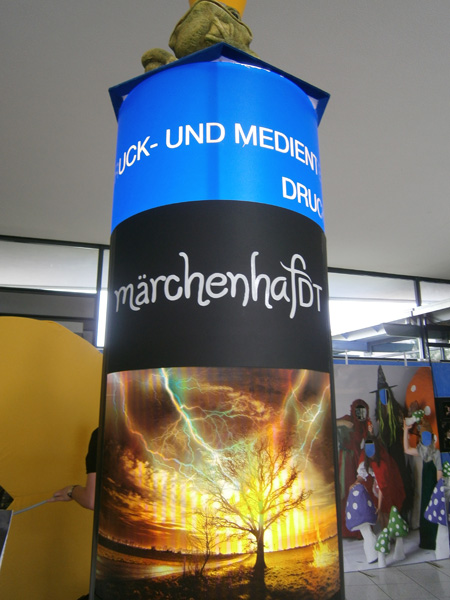 UCK- UND MEDIENT
DRUC
märchenhafDT